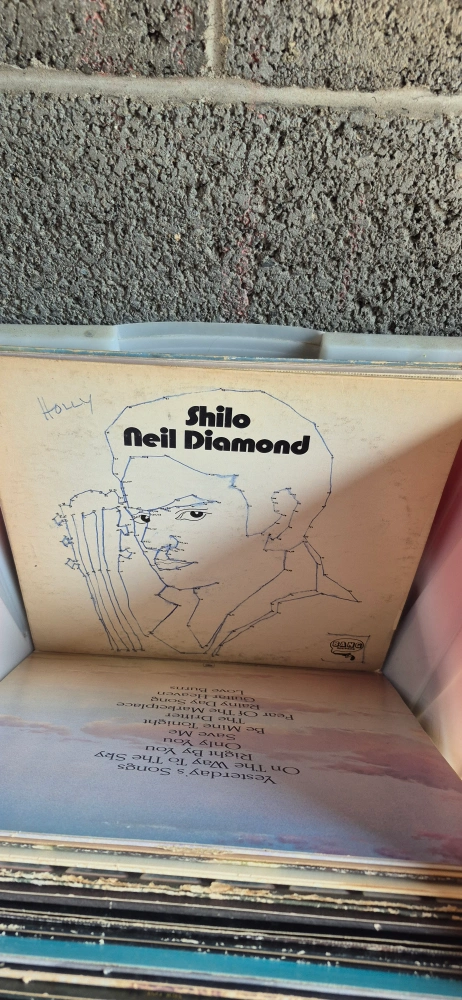 Holly
Shilo
Neil Diamond
BANG
Yesterday's Songs
On The Way To The Sky
Right By You
Only You
Save Me
Be Mine Tonight
The Drifter
Fear Of The Marketplace
Rainy Day Song
Guitar Heaven
Love Burns